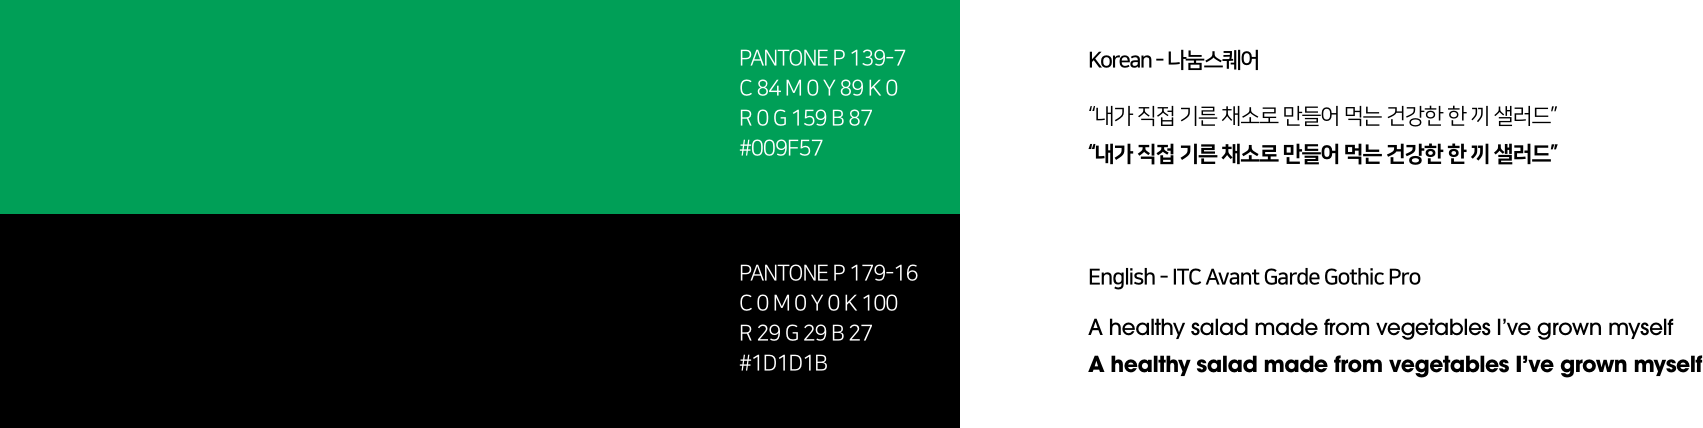 PANTONE P 139-7
C 84 M 0 Y 89 K 0
R 0 G 159 B 87
#009F57
PANTONE P 179-16
C 0 M 0 Y 0 K 100
R 29 G 29 B 27
#1D1D1B
Korean - 나눔스퀘어
“내가 직접 기른 채소로 만들어 먹는 건강한 한 끼 샐러드”
“내가 직접 기른 채소로 만들어 먹는 건강한 한 끼 샐러드”
English - ITC Avant Garde Gothic Pro
A healthy salad made from vegetables I’ve grown myself
A healthy salad made from vegetables I’ve grown myself